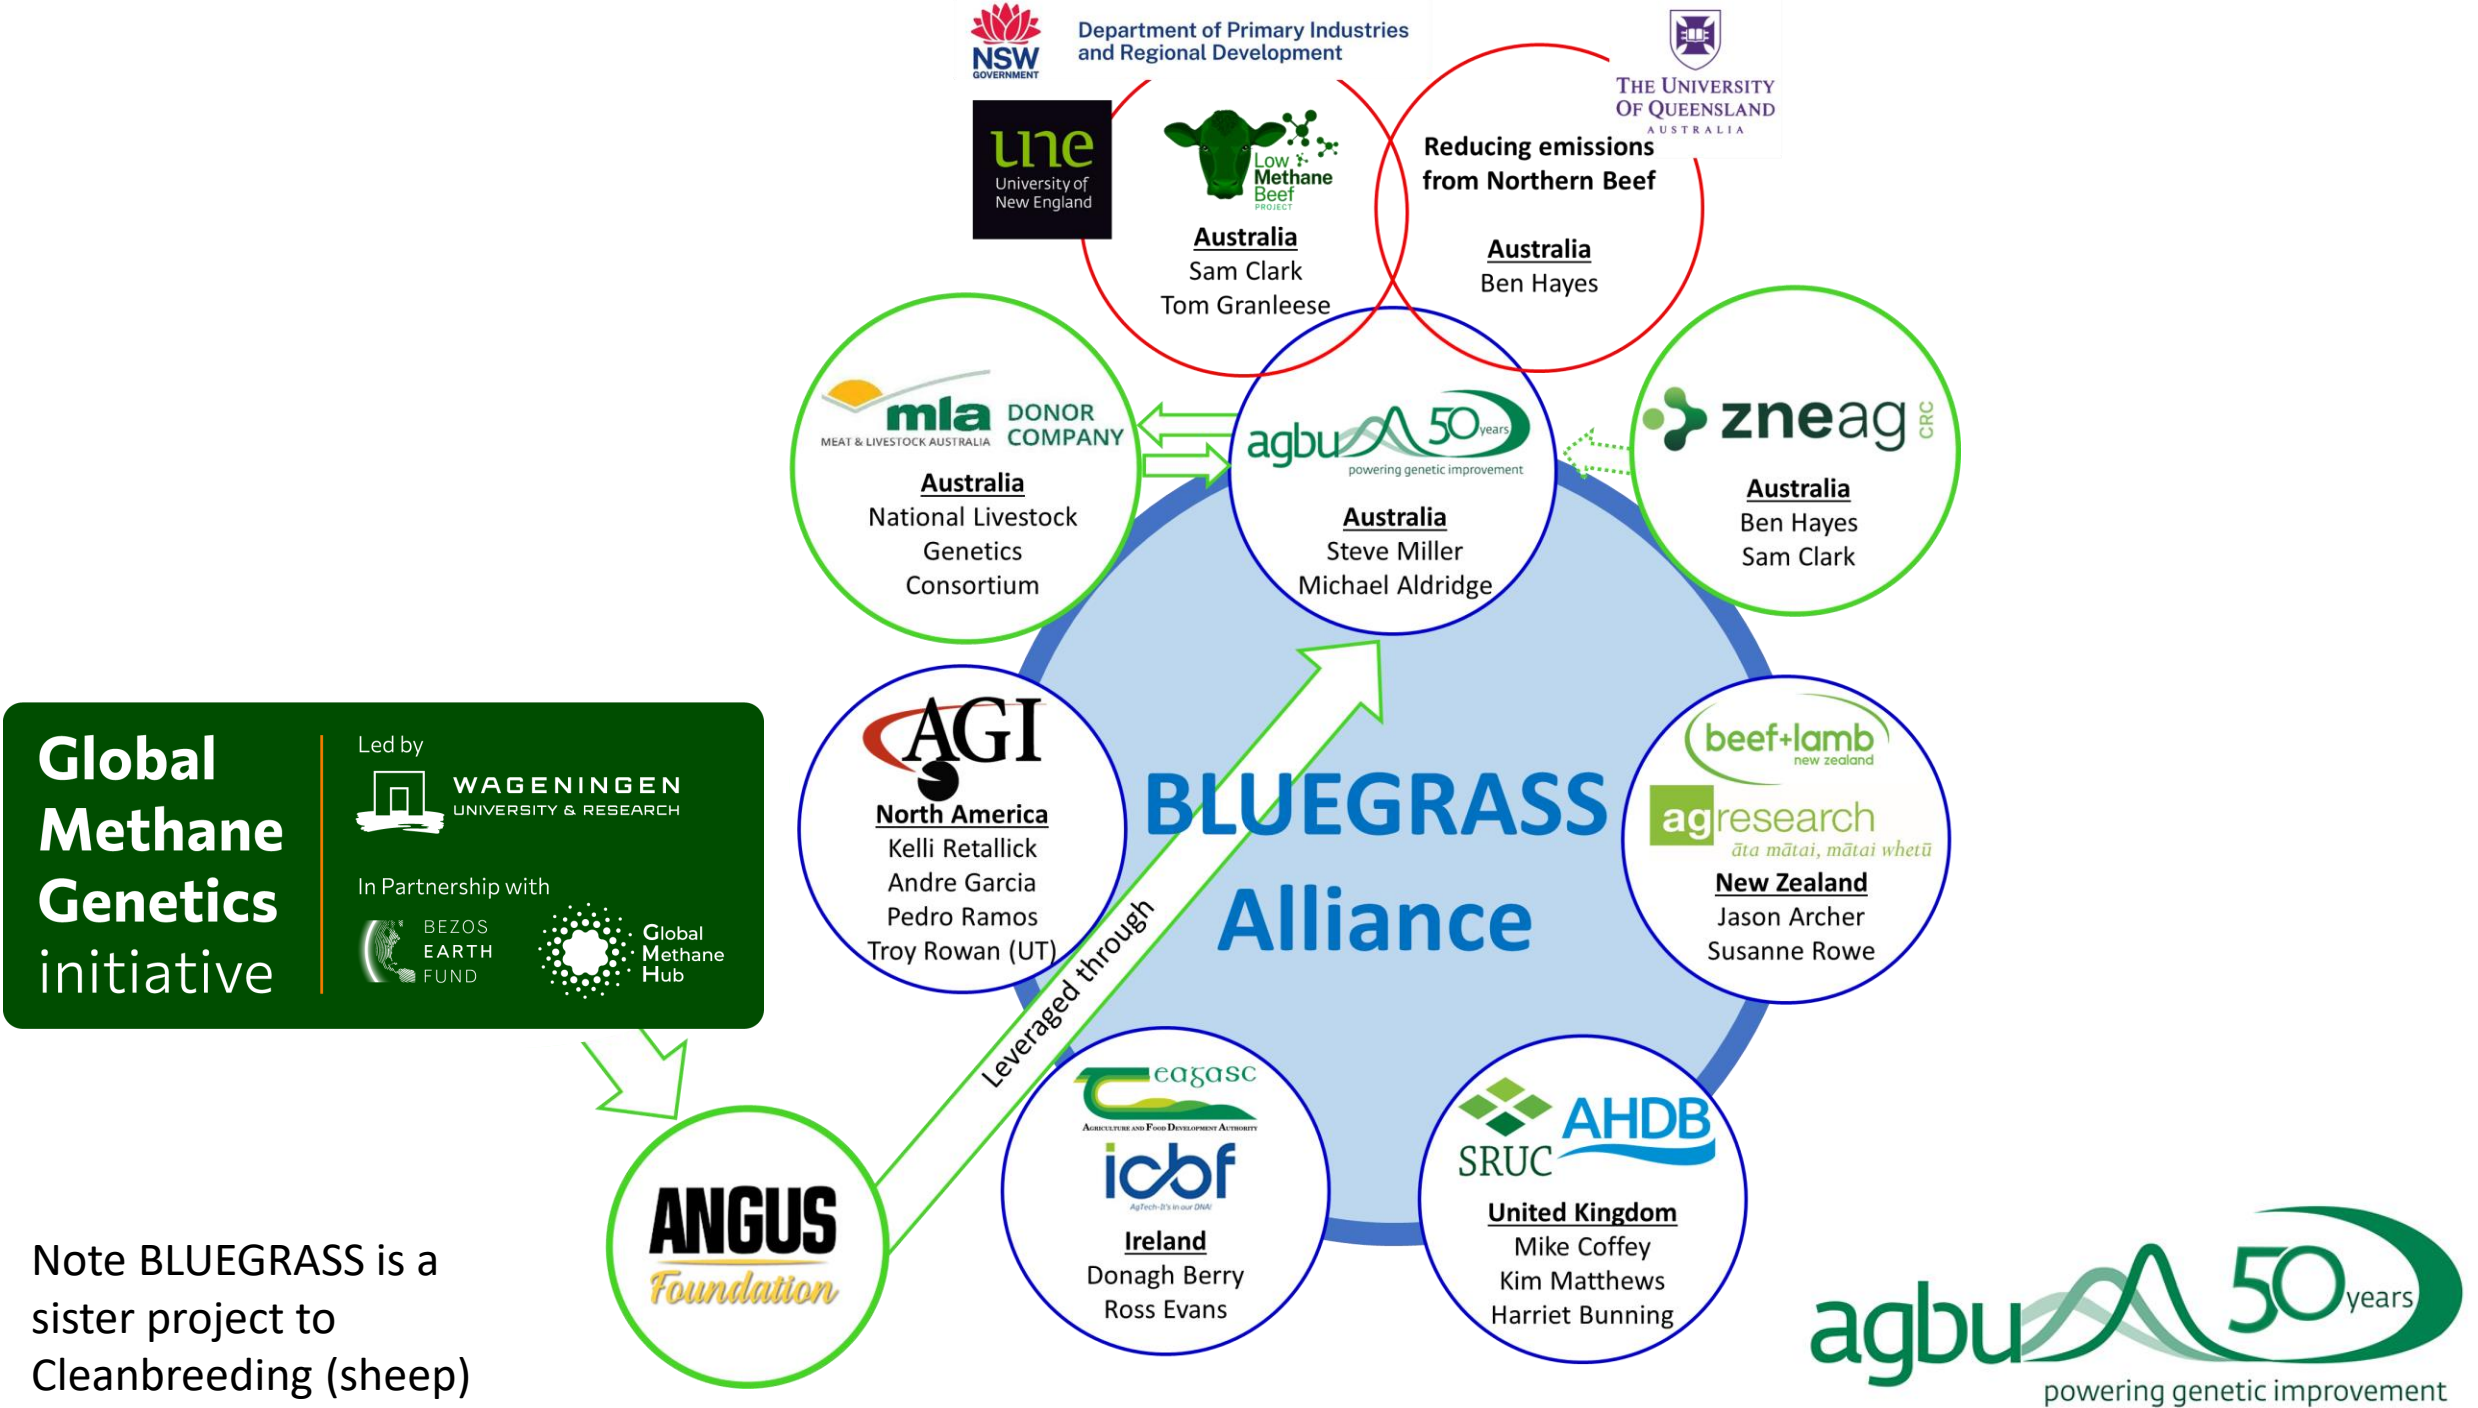 NSW
GOVERNMENT
Department of Primary Industries
and Regional Development
THE UNIVERSITY
OF QUEENSLAND
AUSTRALIA
une
University of
New England
Low
Methane
Beef
PROJECT
Australia
Sam Clark
Tom Granleese
Reducing emissions
from Northern Beef
Australia
Ben Hayes
mla
MEAT & LIVESTOCK AUSTRALIA
DONOR
COMPANY
Australia
National Livestock
Genetics
Consortium
agbu
50 years
powering genetic improvement
Australia
Steve Miller
Michael Aldridge
zneag CRC
Australia
Ben Hayes
Sam Clark
AGI
North America
Kelli Retallick
Andre Garcia
Pedro Ramos
Troy Rowan (UT)
BLUEGRASS
Alliance
beef+lamb
new zealand
agresearch
āta mātai, mātai whetū
New Zealand
Jason Archer
Susanne Rowe
Global
Methane
Genetics
initiative
Led by
WAGENINGEN
UNIVERSITY & RESEARCH
In Partnership with
BEZOS
EARTH
FUND
Global
Methane
Hub
Leveraged through
ANGUS
Foundation
eagasc
AGRICULTURE AND FOOD DEVELOPMENT AUTHORITY
icbf
AgTech-It's in our DNA!
Ireland
Donagh Berry
Ross Evans
SRUC
AHDB
United Kingdom
Mike Coffey
Kim Matthews
Harriet Bunning
Note BLUEGRASS is a
sister project to
Cleanbreeding (sheep)
agbu
50 years
powering genetic improvement